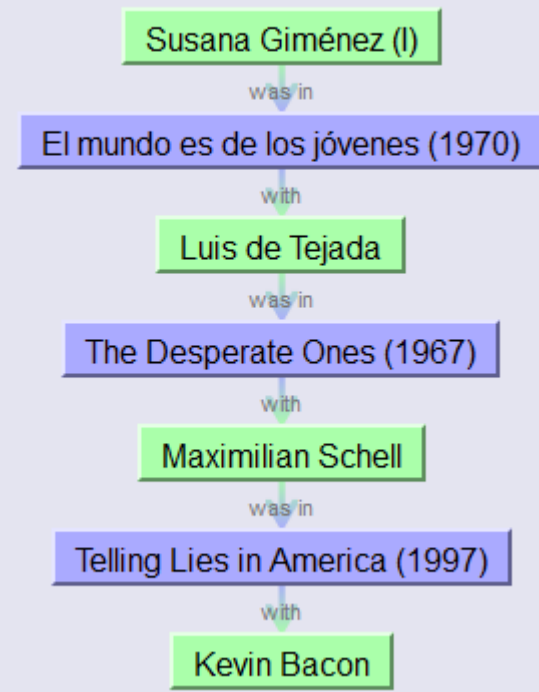 Susana Giménez (I)
was in
El mundo es de los jóvenes (1970)
with
Luis de Tejada
was in
The Desperate Ones (1967)
with
Maximilian Schell
was in
Telling Lies in America (1997)
with
Kevin Bacon